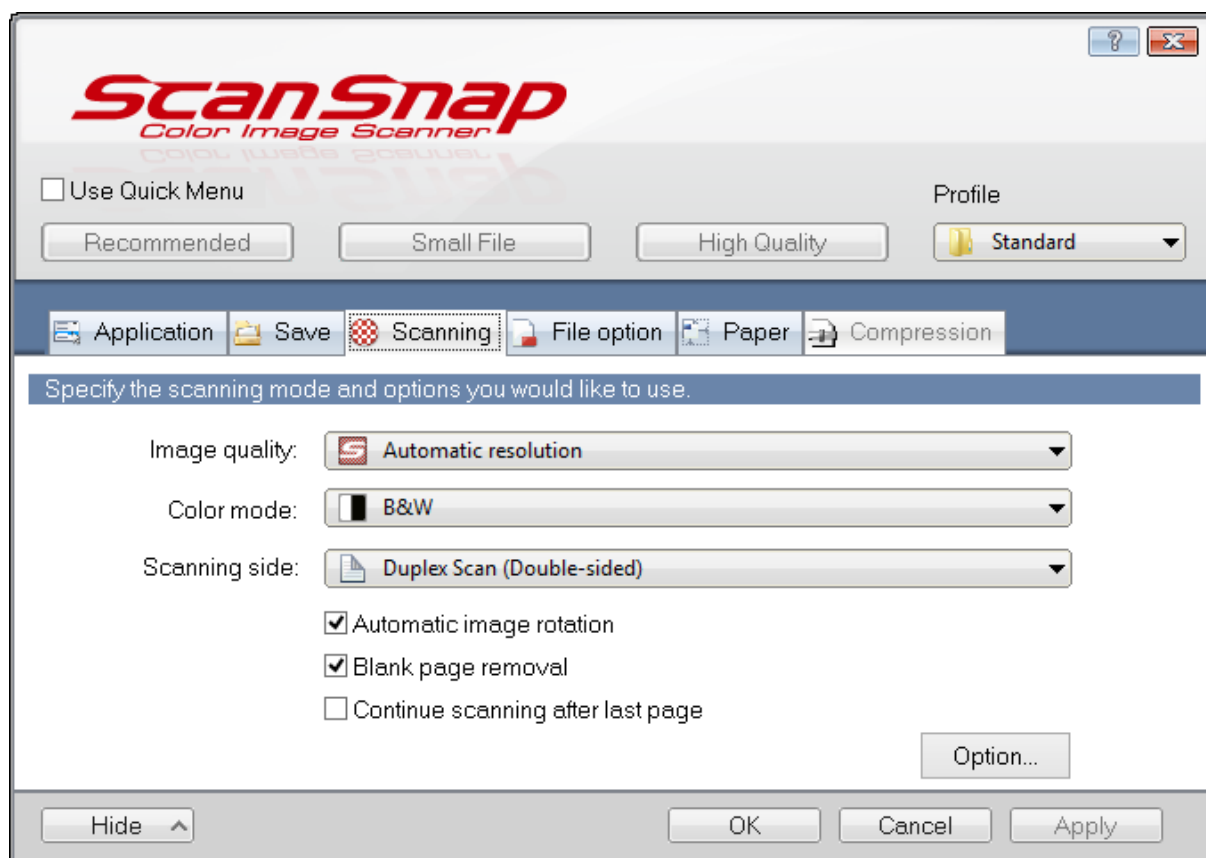 ScanSnap
Color Image Scanner
Use Quick Menu
Profile
Recommended Small File High Quality Standard
Application Save Scanning File option Paper Compression
Specify the scanning mode and options you would like to use.
Image quality: Automatic resolution
Color mode: B&W
Scanning side: Duplex Scan (Double-sided)
Automatic image rotation
Blank page removal
Continue scanning after last page
Option...
Hide OK Cancel Apply